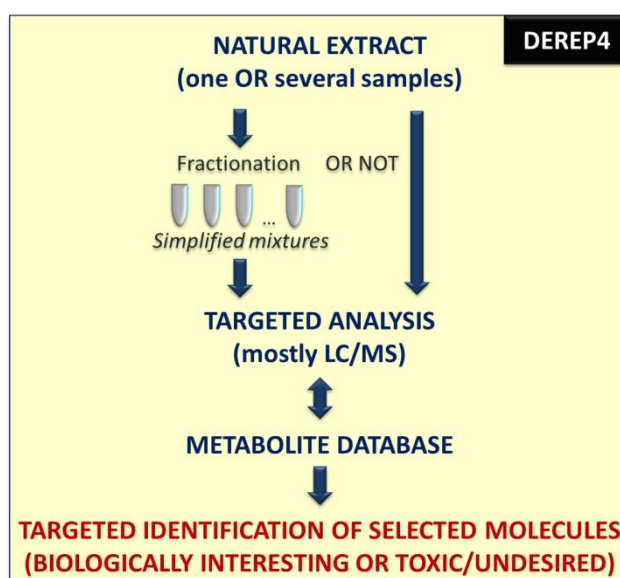 NATURAL EXTRACT
DEREP4
(one OR several samples)
Fractionation OR NOT
...
Simplified mixtures
TARGETED ANALYSIS
(mostly LC/MS)
METABOLITE DATABASE
TARGETED IDENTIFICATION OF SELECTED MOLECULES
(BIOLOGICALLY INTERESTING OR TOXIC/UNDESIRED)